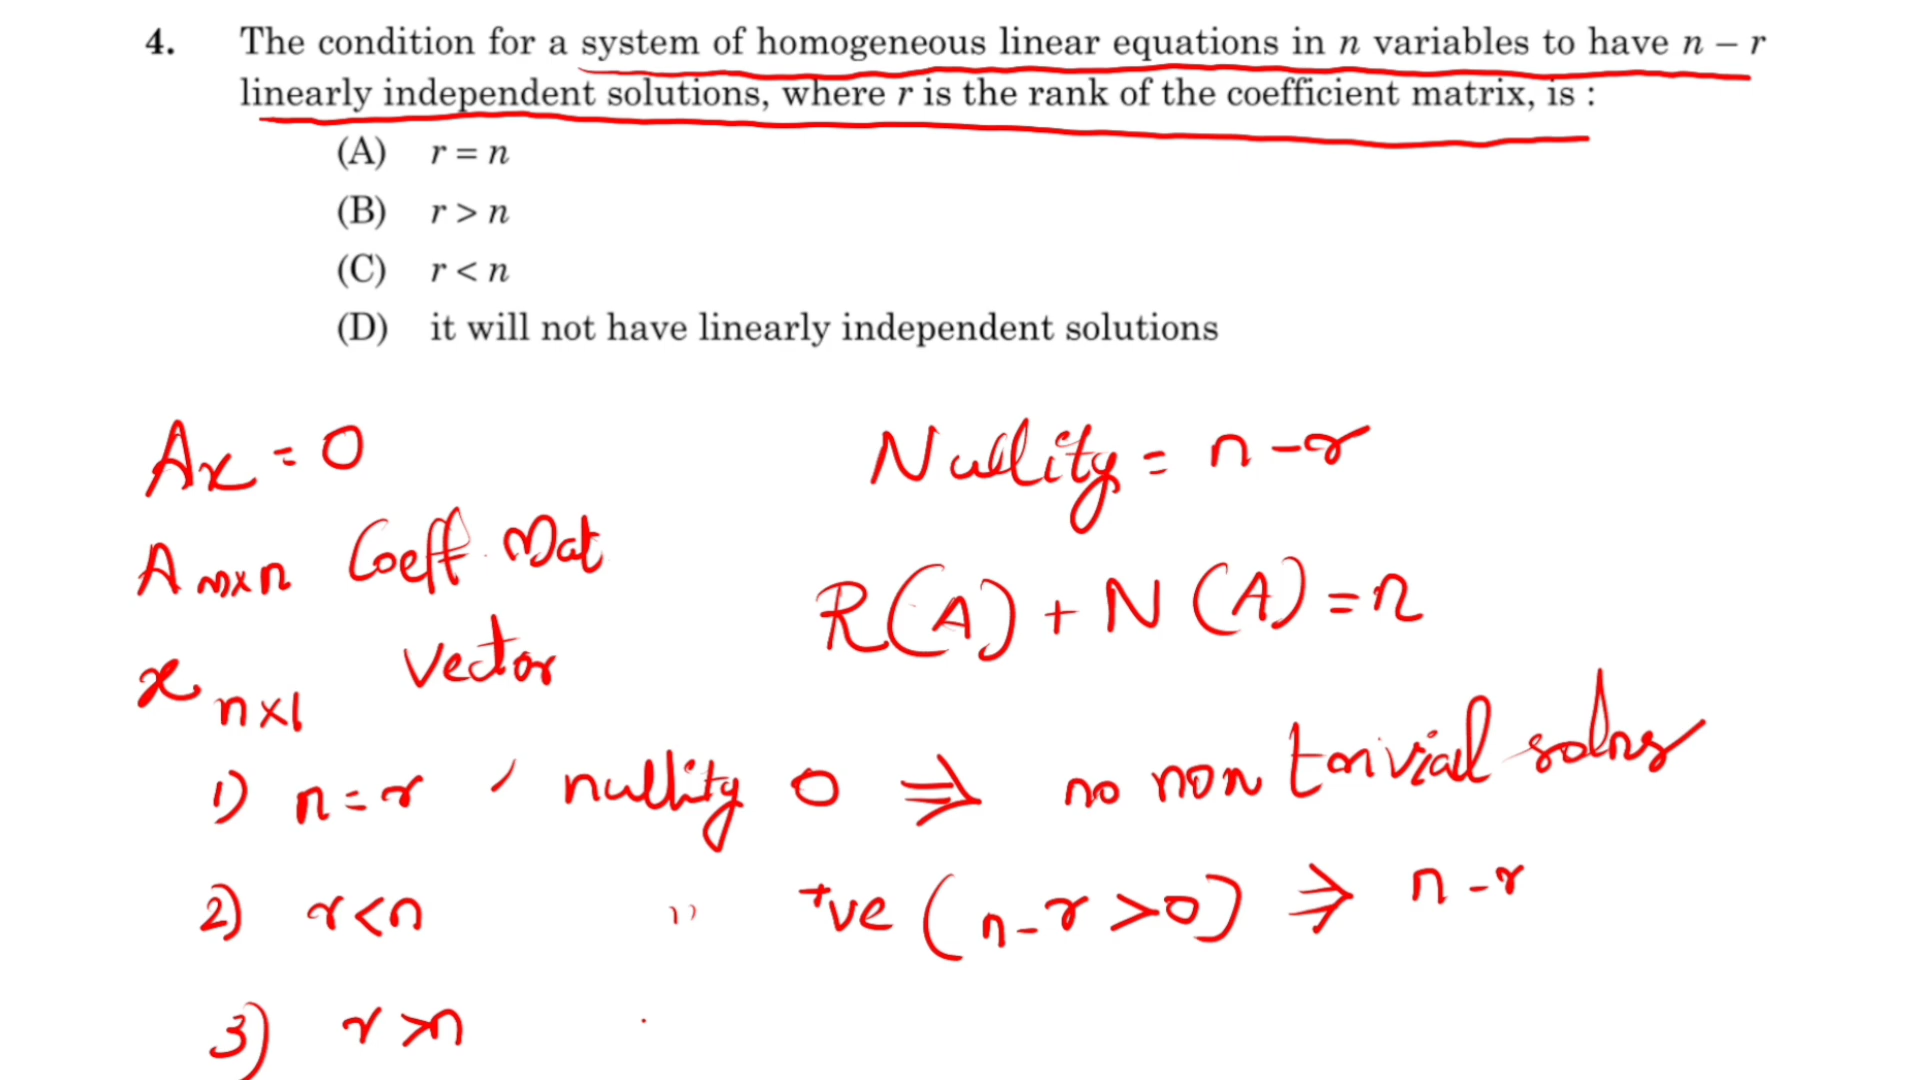 4. The condition for a system of homogeneous linear equations in n variables to have n – r
linearly independent solutions, where r is the rank of the coefficient matrix, is :
(A) r = n
(B) r > n
(C) r < n
(D) it will not have linearly independent solutions
Ax = 0
Nullity = n - r
A m×n Coeff. Mat
R(A) + N(A) = n
x n×1 Vector
1) n = r , nullity 0 ⇒ no non trivial solns
2) r < n " +ve (n - r > 0) ⇒ n - r
3) r > n